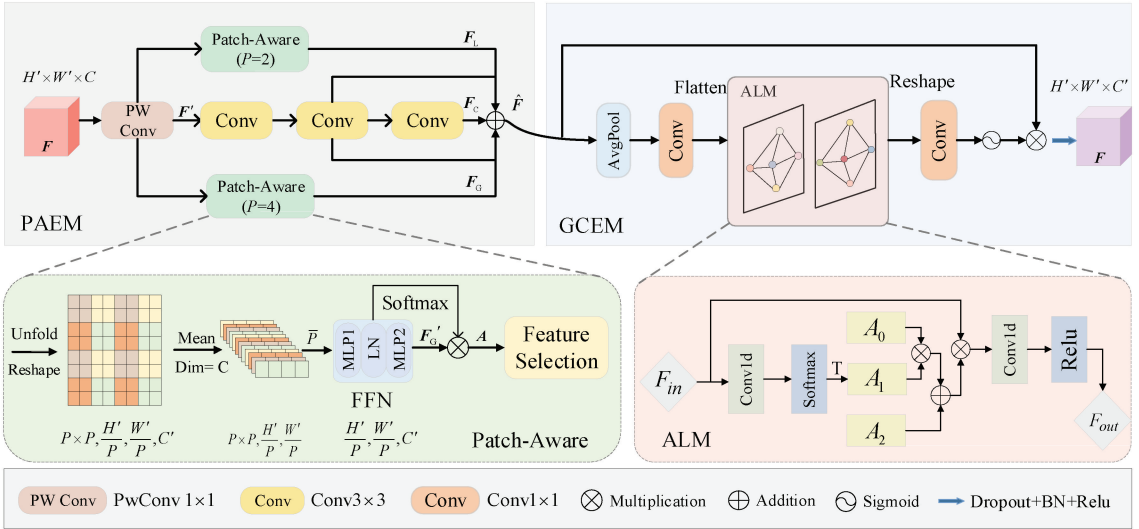 Patch-Aware
(P=2)
F_L
H′×W′×C
F
PW
Conv
F′
Conv
Conv
Conv
F_C
F̂
Patch-Aware
(P=4)
F_G
PAEM
Flatten
ALM
Reshape
AvgPool
Conv
Conv
H′×W′×C′
F
GCEM
Unfold
Reshape
Mean
Dim= C
P̅
Softmax
MLP1
LN
MLP2
F_G′
A
Feature
Selection
FFN
P×P, H′/P, W′/P, C′
P×P, H′/P, W′/P
H′/P, W′/P, C′
Patch-Aware
F_in
Conv1d
Softmax
T
A_0
A_1
A_2
Conv1d
Relu
F_out
ALM
PW Conv PwConv 1×1
Conv Conv3×3
Conv Conv1×1
Multiplication
Addition
Sigmoid
Dropout+BN+Relu